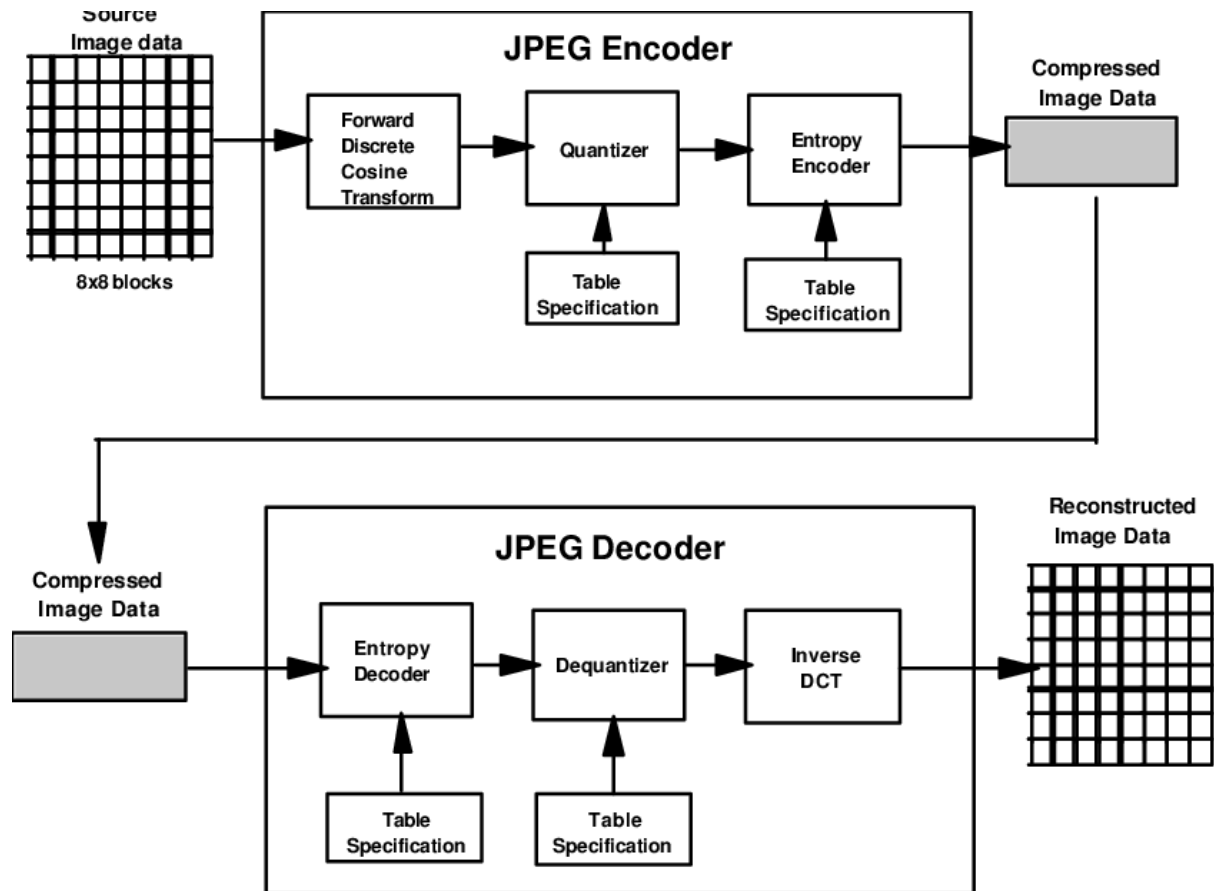 Source
Image data
8x8 blocks
JPEG Encoder
Forward
Discrete
Cosine
Transform
Quantizer
Table
Specification
Entropy
Encoder
Table
Specification
Compressed
Image Data
Compressed
Image Data
JPEG Decoder
Entropy
Decoder
Table
Specification
Dequantizer
Table
Specification
Inverse
DCT
Reconstructed
Image Data